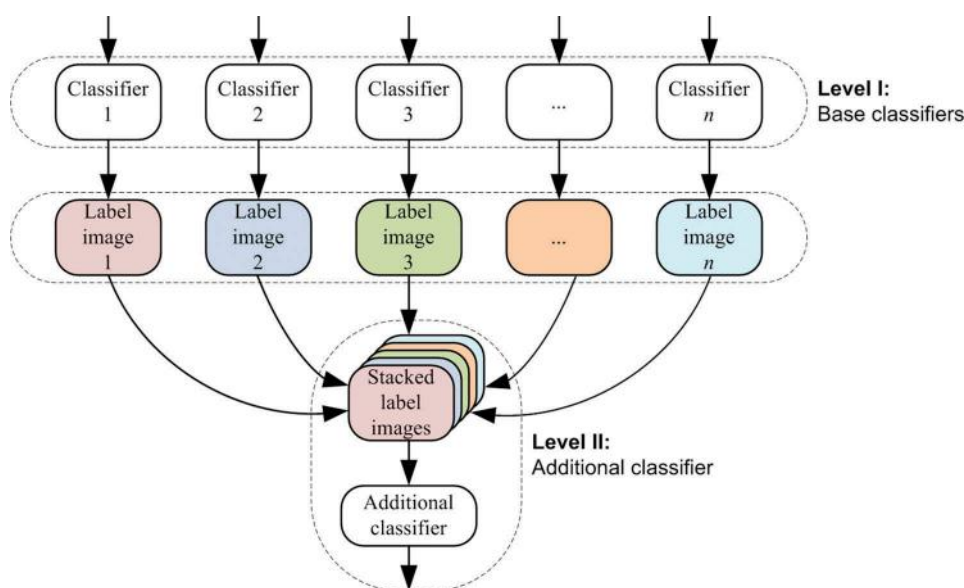 Classifier
1
Classifier
2
Classifier
3
...
Classifier
n
Level I:
Base classifiers
Label
image
1
Label
image
2
Label
image
3
...
Label
image
n
Stacked
label
images
Level II:
Additional classifier
Additional
classifier